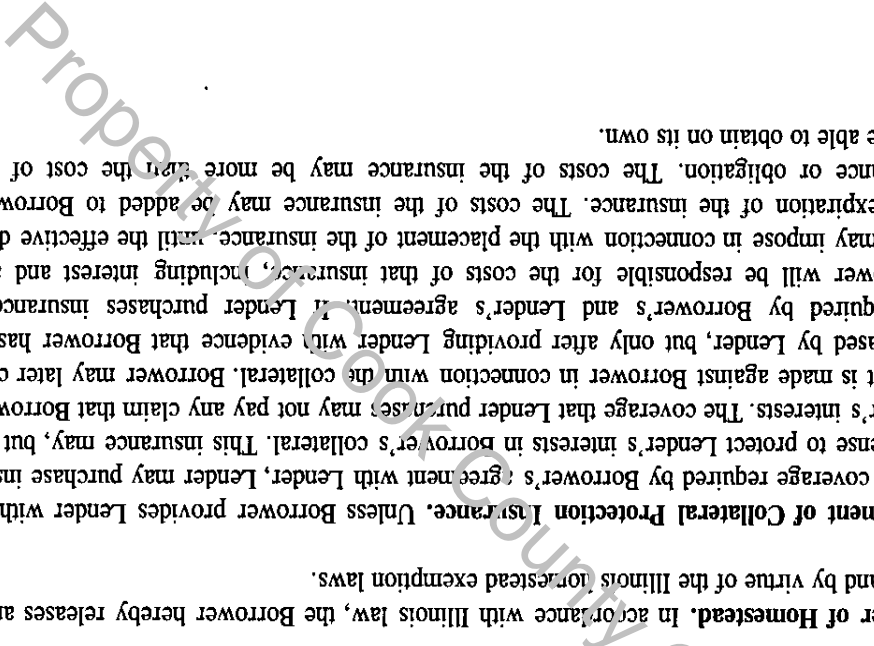 er of Homestead. In accordance with Illinois law, the Borrower hereby releases a
and by virtue of the Illinois homestead exemption laws.
ment of Collateral Protection Insurance. Unless Borrower provides Lender with
coverage required by Borrower's agreement with Lender, Lender may purchase ins
ense to protect Lender's interests in Borrower's collateral. This insurance may, but
r's interests. The coverage that Lender purchases may not pay any claim that Borrow
t is made against Borrower in connection with the collateral. Borrower may later c
ased by Lender, but only after providing Lender with evidence that Borrower has
quired by Borrower's and Lender's agreement. If Lender purchases insurance
wer will be responsible for the costs of that insurance, including interest and
may impose in connection with the placement of the insurance, until the effective d
expiration of the insurance. The costs of the insurance may be added to Borrow
ance or obligation. The costs of the insurance may be more than the cost of
e able to obtain on its own.
Property of Cook County